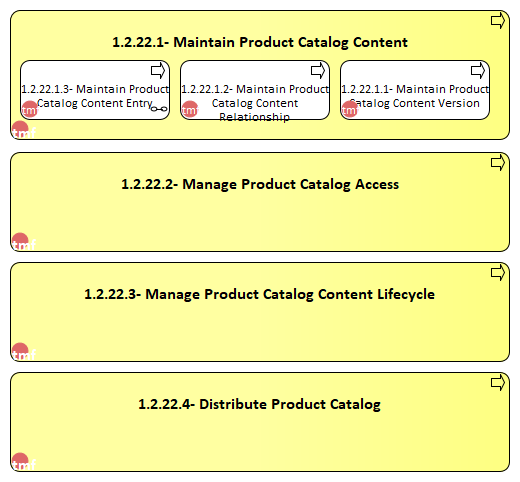 1.2.22.1- Maintain Product Catalog Content
1.2.22.1.3- Maintain Product
Catalog Content Entry
tmf
1.2.22.1.2- Maintain Product
Catalog Content
Relationship
tmf
1.2.22.1.1- Maintain Product
Catalog Content Version
tmf
tmf
1.2.22.2- Manage Product Catalog Access
tmf
1.2.22.3- Manage Product Catalog Content Lifecycle
tmf
1.2.22.4- Distribute Product Catalog
tmf